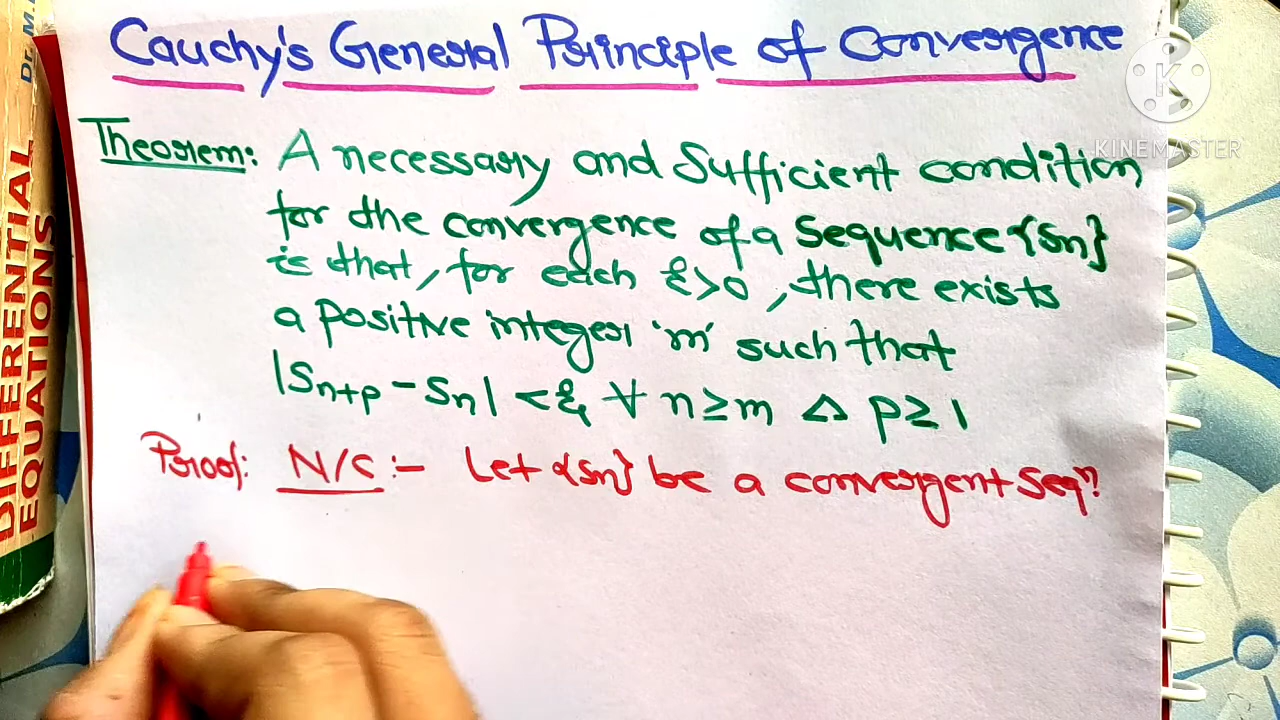 Cauchy's General Principle of Convergence
Theorem: A necessary and Sufficient condition
for the convergence of a Sequence {Sn}
is that, for each ε>0, there exists
a positive integer 'm' such that
|Sn+p - Sn| < ε ∀ n ≥ m & p ≥ 1
Proof: N/C :- Let {Sn} be a convergent Seqn
DIFFERENTIAL
EQUATIONS
K
KINEMASTER